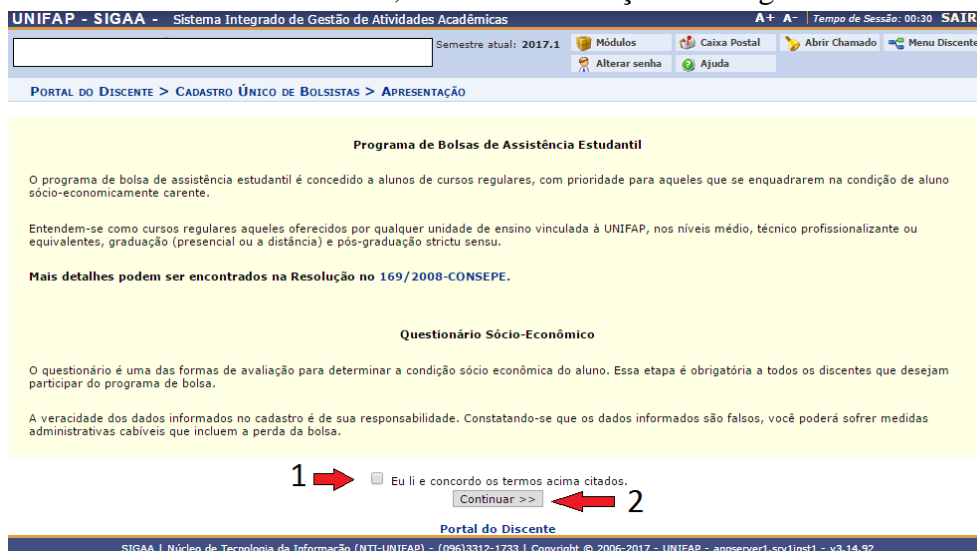 UNIFAP - SIGAA - Sistema Integrado de Gestão de Atividades Acadêmicas A+ A- | Tempo de Sessão: 00:30 SAIR
Semestre atual: 2017.1 Módulos Caixa Postal Abrir Chamado Menu Discente
Alterar senha Ajuda
PORTAL DO DISCENTE > CADASTRO ÚNICO DE BOLSISTAS > APRESENTAÇÃO
Programa de Bolsas de Assistência Estudantil
O programa de bolsa de assistência estudantil é concedido a alunos de cursos regulares, com prioridade para aqueles que se enquadrarem na condição de aluno
sócio-economicamente carente.
Entendem-se como cursos regulares aqueles oferecidos por qualquer unidade de ensino vinculada à UNIFAP, nos níveis médio, técnico profissionalizante ou
equivalentes, graduação (presencial ou a distância) e pós-graduação strictu sensu.
Mais detalhes podem ser encontrados na Resolução no 169/2008-CONSEPE.
Questionário Sócio-Econômico
O questionário é uma das formas de avaliação para determinar a condição sócio econômica do aluno. Essa etapa é obrigatória a todos os discentes que desejam
participar do programa de bolsa.
A veracidade dos dados informados no cadastro é de sua responsabilidade. Constatando-se que os dados informados são falsos, você poderá sofrer medidas
administrativas cabíveis que incluem a perda da bolsa.
1 Eu li e concordo os termos acima citados.
Continuar >> 2
Portal do Discente
SIGAA | Núcleo de Tecnologia da Informação (NTI-UNIFAP) - (096)3312-1733 | Copyright © 2006-2017 - UNIFAP - appserver1.srv1inst1 - v3.14.92